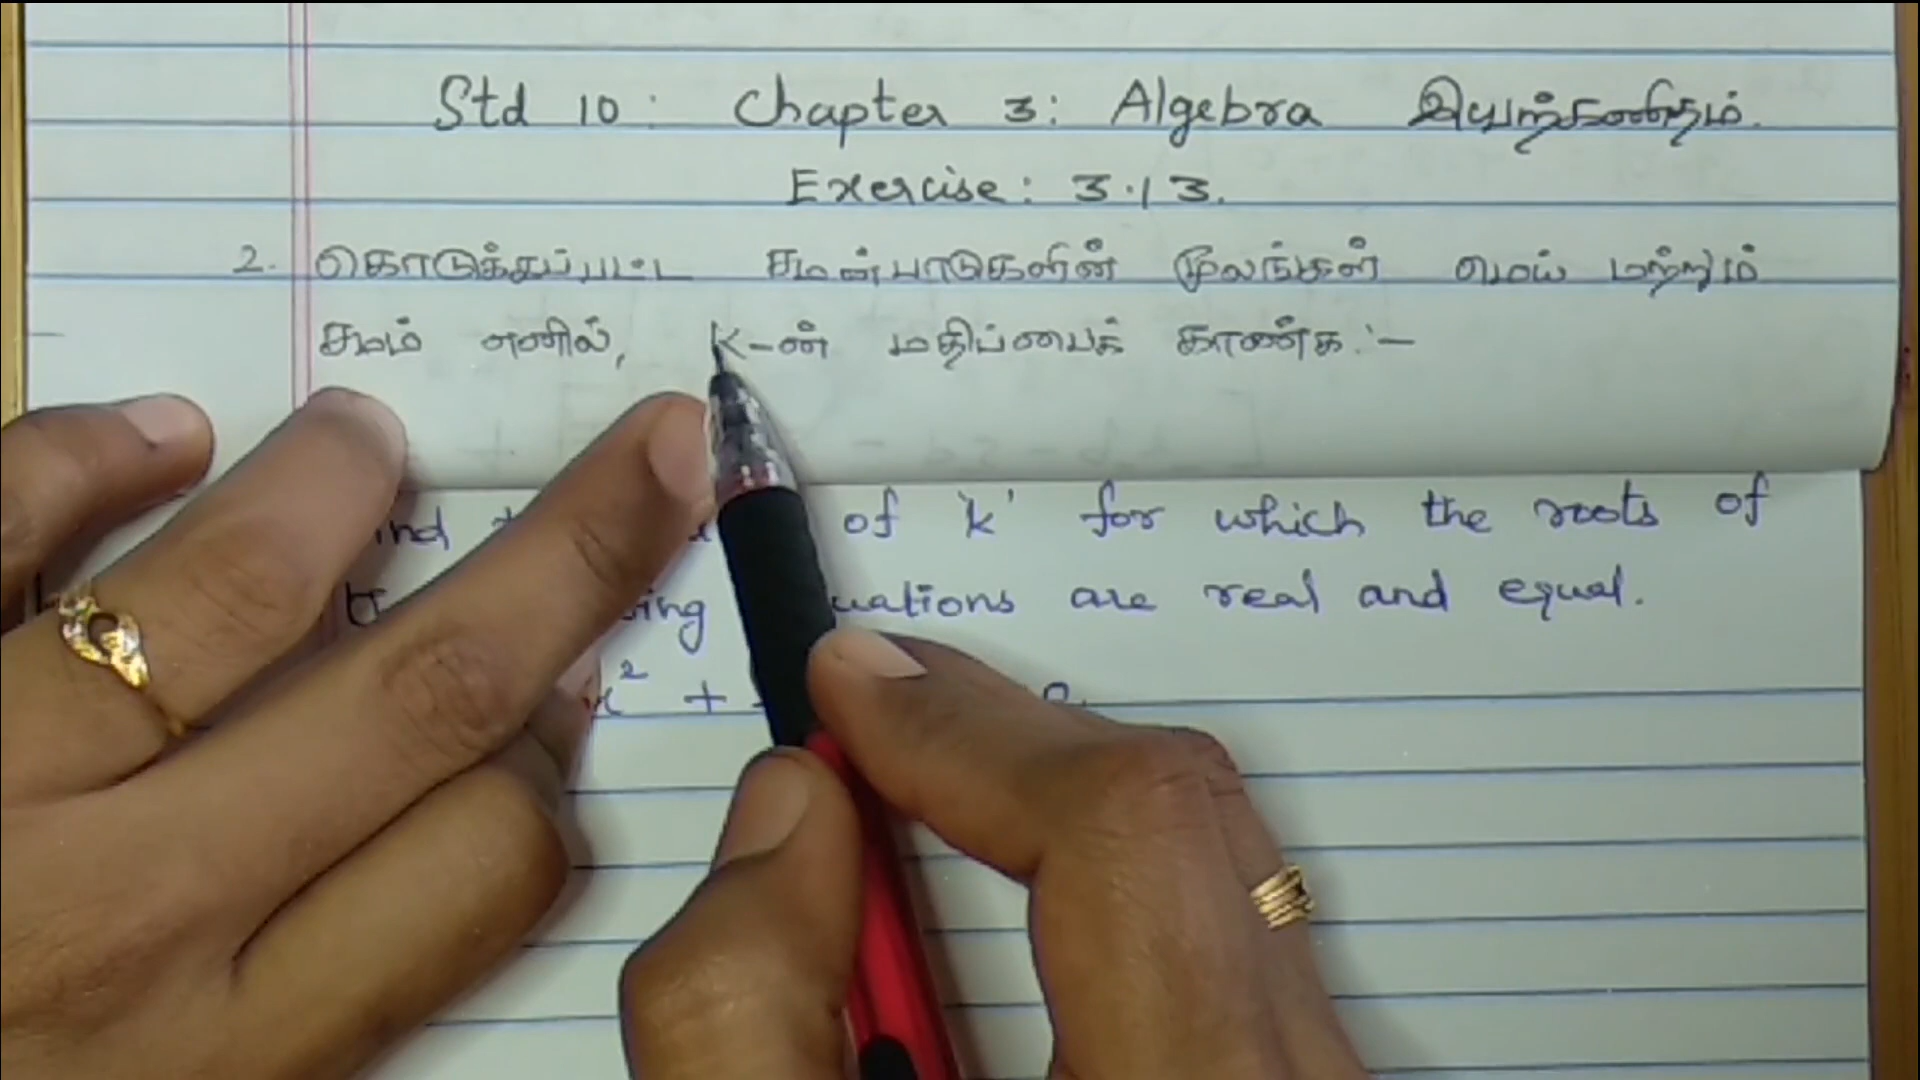 Std 10: Chapter 3: Algebra இயற்கணிதம்.
Exercise: 3.13.
2. கொடுக்கப்பட்ட சமன்பாடுகளின் மூலங்கள் மெய் மற்றும்
சமம் எனில், k-ன் மதிப்பைக் காண்க:-
of 'k' for which the roots of
are real and equal.
x² +